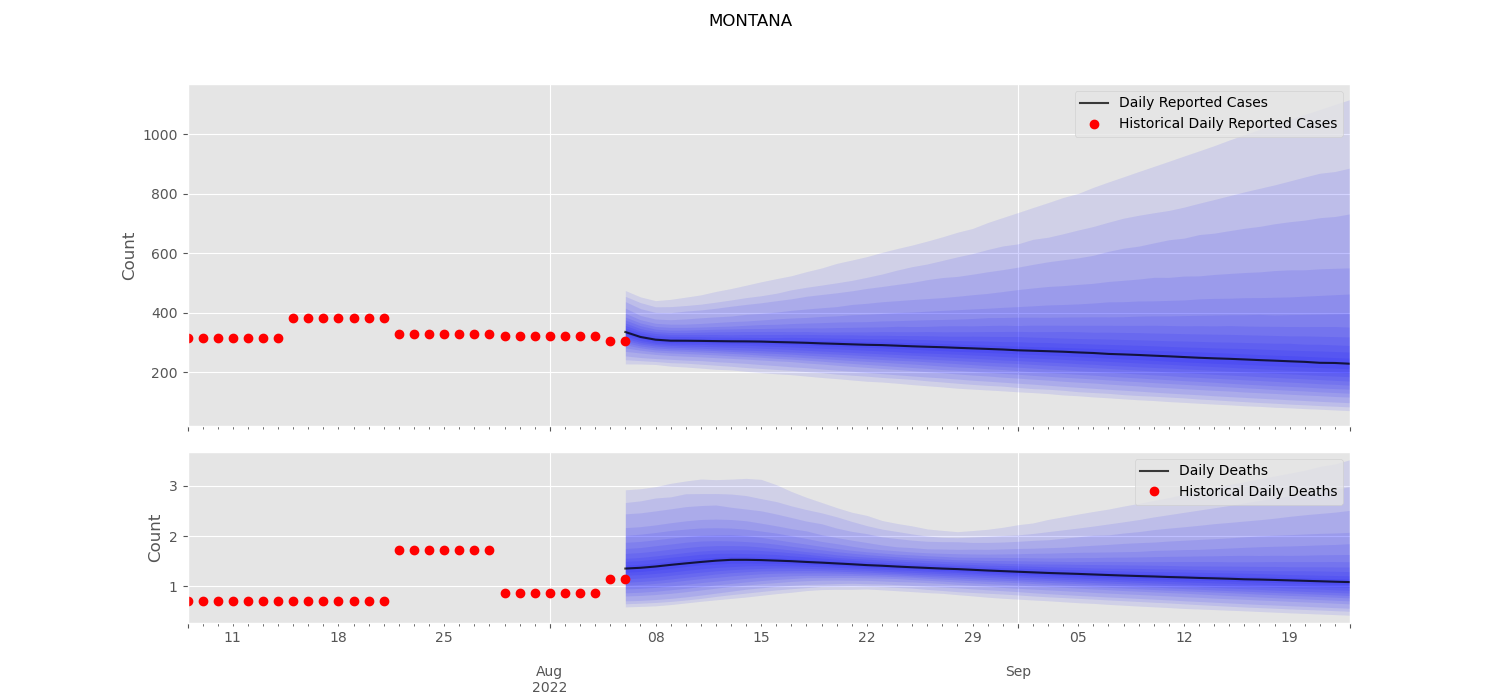 MONTANA
Daily Reported Cases
Historical Daily Reported Cases
1000
800
600
400
200
Count
Daily Deaths
Historical Daily Deaths
3
2
1
Count
11 18 25 08 15 22 29 05 12 19
Aug Sep
2022